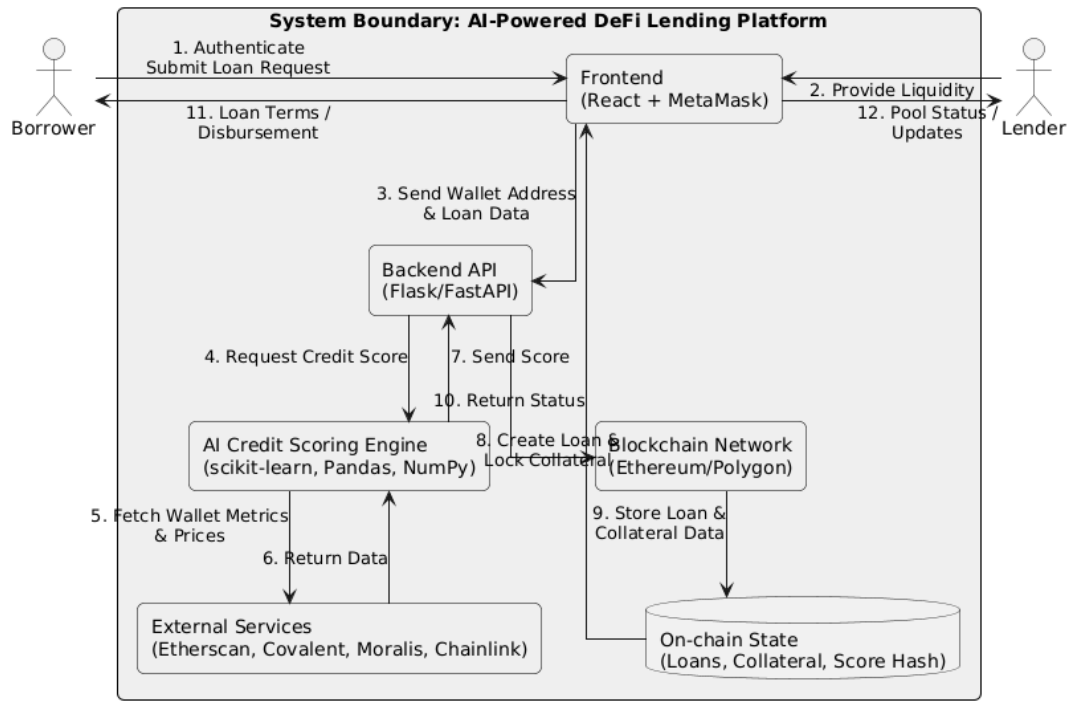 System Boundary: AI-Powered DeFi Lending Platform
1. Authenticate
Submit Loan Request
Frontend
(React + MetaMask)
2. Provide Liquidity
Borrower
11. Loan Terms /
Disbursement
12. Pool Status /
Updates
Lender
3. Send Wallet Address
& Loan Data
Backend API
(Flask/FastAPI)
4. Request Credit Score
7. Send Score
10. Return Status
AI Credit Scoring Engine
(scikit-learn, Pandas, NumPy)
8. Create Loan &
Lock Collateral
Blockchain Network
(Ethereum/Polygon)
5. Fetch Wallet Metrics
& Prices
6. Return Data
9. Store Loan &
Collateral Data
External Services
(Etherscan, Covalent, Moralis, Chainlink)
On-chain State
(Loans, Collateral, Score Hash)